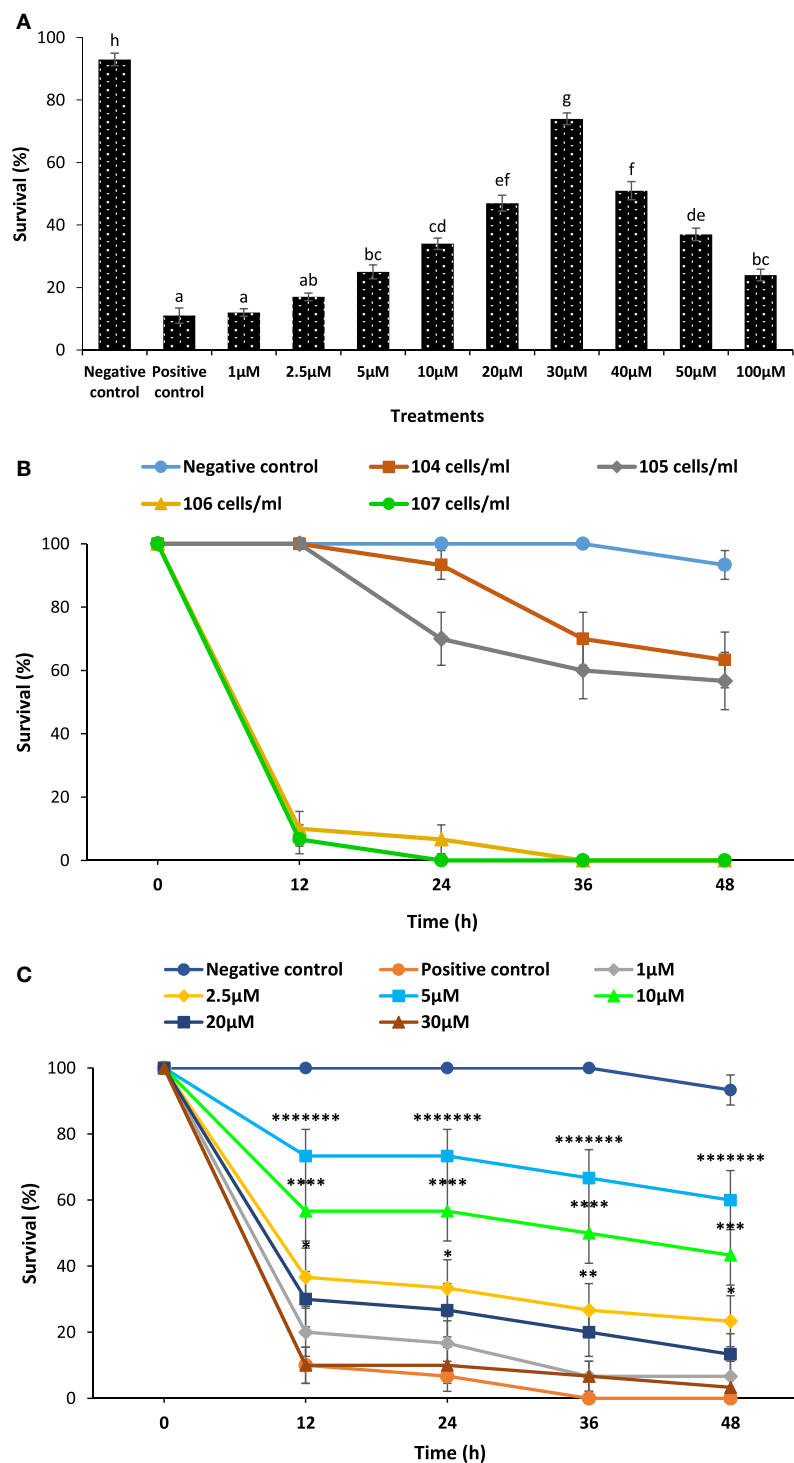 A
100
80
60
40
20
0
Survival (%)
h
a
a
ab
bc
cd
ef
g
f
de
bc
Negative control
Positive control
1μM
2.5μM
5μM
10μM
20μM
30μM
40μM
50μM
100μM
Treatments
B
Negative control
104 cells/ml
105 cells/ml
106 cells/ml
107 cells/ml
100
80
60
40
20
0
Survival (%)
0 12 24 36 48
Time (h)
C
Negative control
Positive control
1μM
2.5μM
5μM
10μM
20μM
30μM
100
80
60
40
20
0
Survival (%)
******* ******* ******* *******
**** **** **** ***
* * ** *
0 12 24 36 48
Time (h)